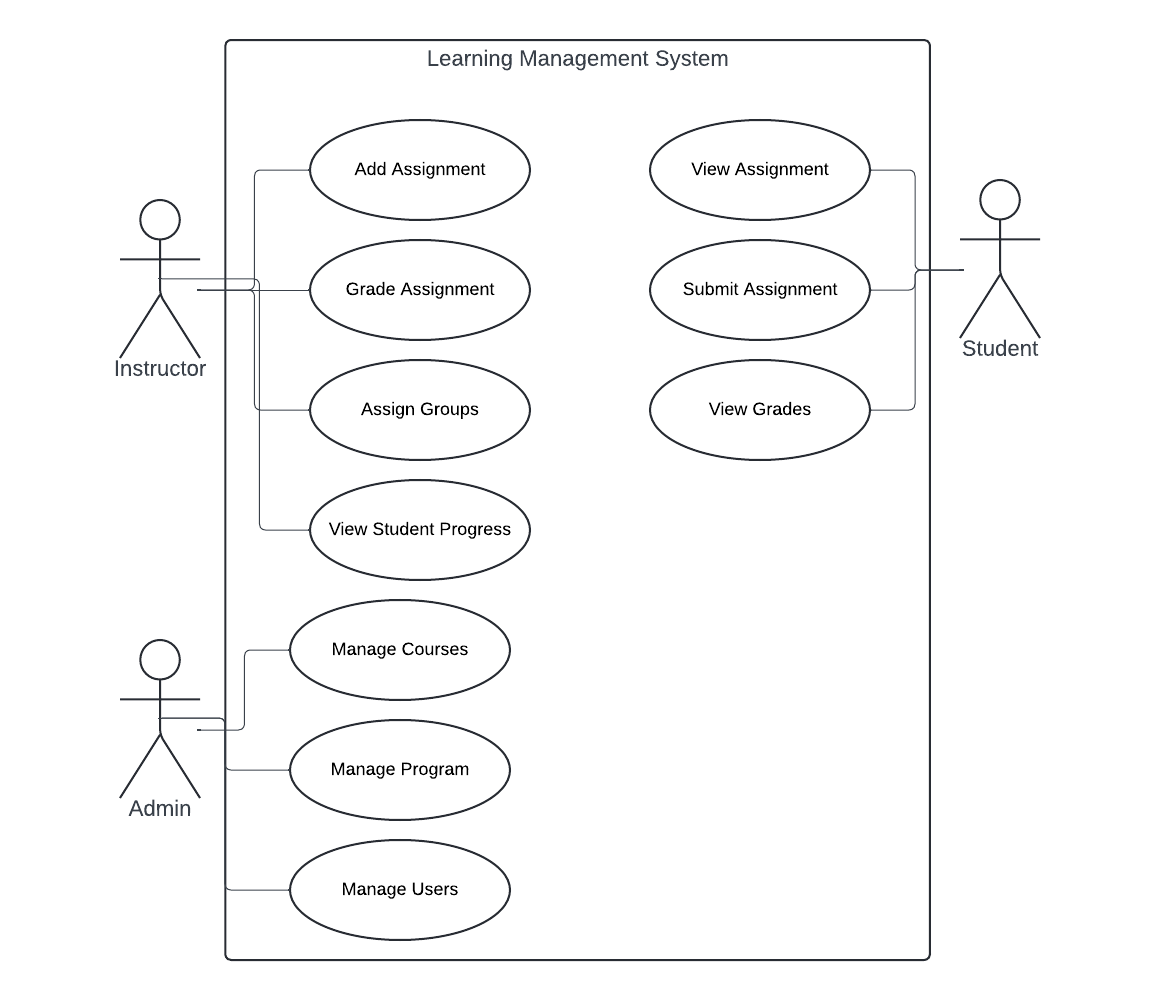 Learning Management System
Add Assignment
View Assignment
Grade Assignment
Submit Assignment
Instructor
Student
Assign Groups
View Grades
View Student Progress
Manage Courses
Manage Program
Admin
Manage Users